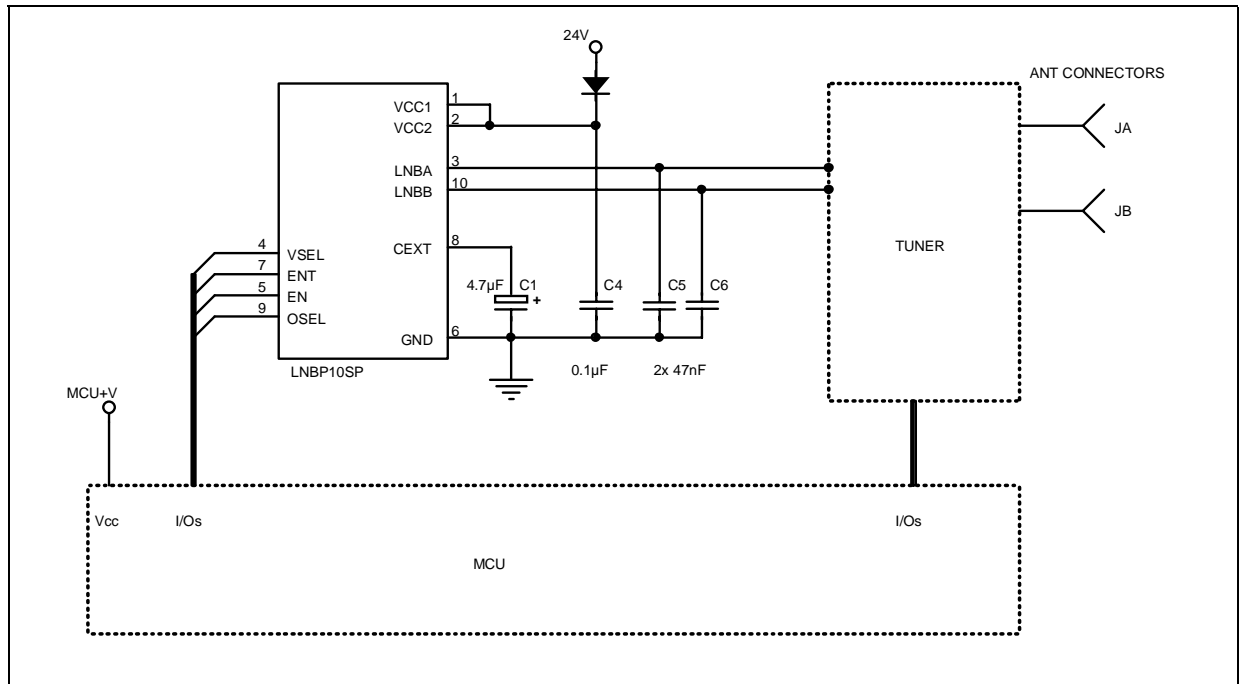 24V
ANT CONNECTORS
VCC1 1
VCC2 2
JA
LNBA 3
LNBB 10
JB
TUNER
4 VSEL
CEXT 8
7 ENT
5 EN
4.7µF C1
+
C4
C5
C6
9 OSEL
GND 6
LNBP10SP
0.1µF
2x 47nF
MCU+V
Vcc
I/Os
I/Os
MCU